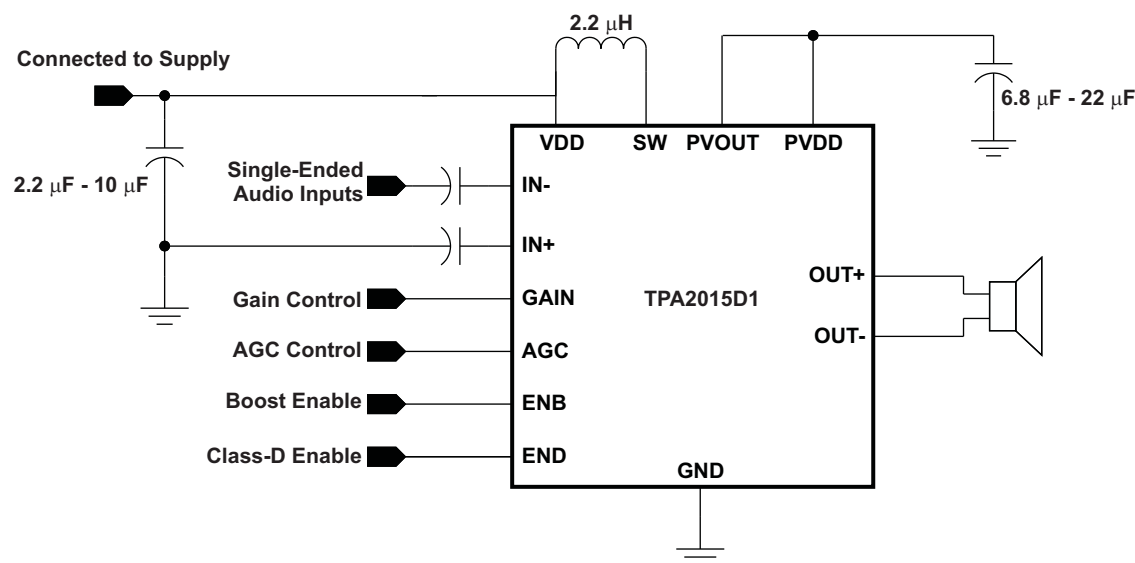 2.2 μH
Connected to Supply
6.8 μF - 22 μF
VDD
SW
PVOUT
PVDD
2.2 μF - 10 μF
Single-Ended
Audio Inputs
IN-
IN+
Gain Control
GAIN
TPA2015D1
OUT+
OUT-
AGC Control
AGC
Boost Enable
ENB
Class-D Enable
END
GND